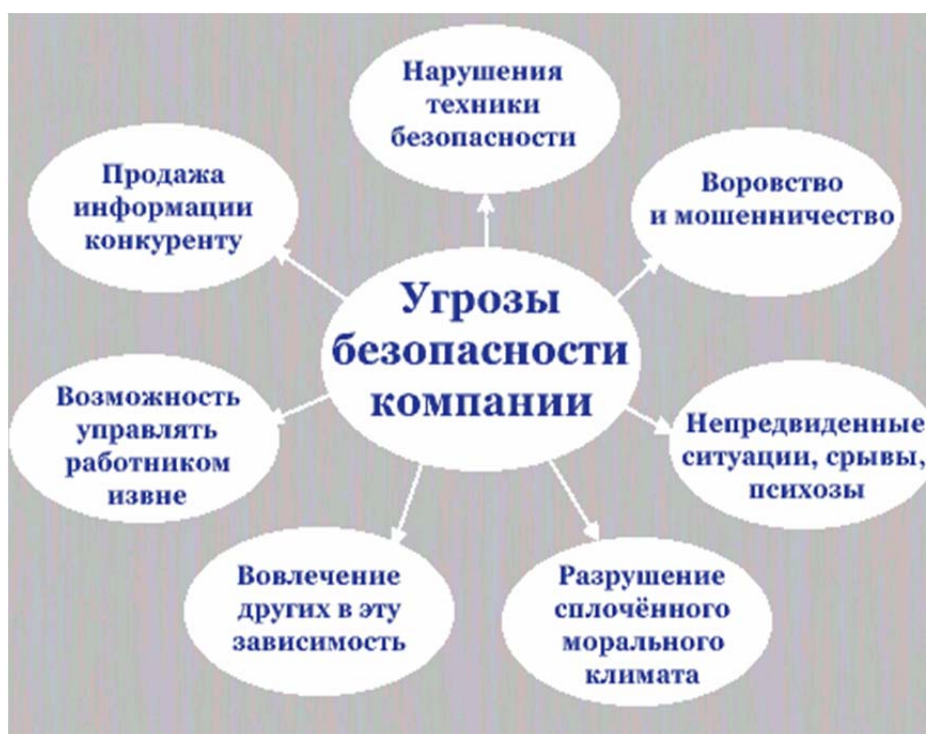 Нарушения
техники
безопасности
Продажа
информации
конкуренту
Воровство
и мошенничество
Угрозы
безопасности
компании
Возможность
управлять
работником
извне
Непредвиденные
ситуации, срывы,
психозы
Вовлечение
других в эту
зависимость
Разрушение
сплочённого
морального
климата